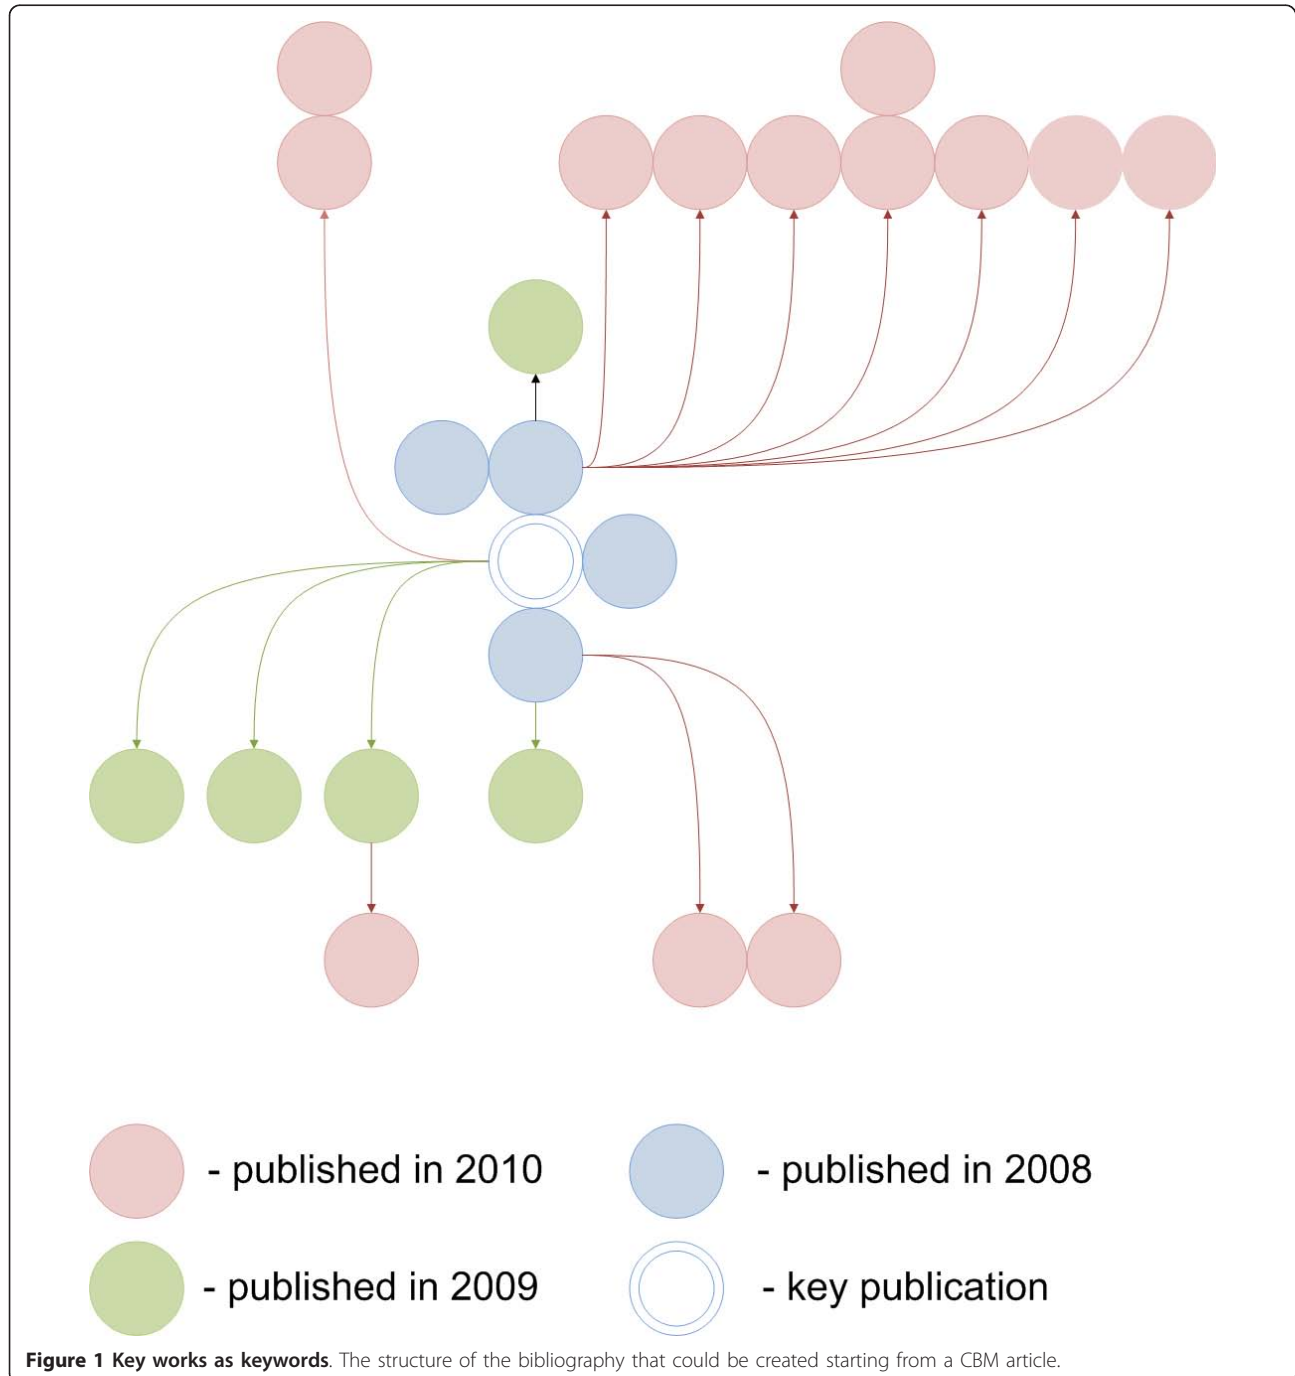 - published in 2010
- published in 2008
- published in 2009
- key publication
Figure 1 Key works as keywords. The structure of the bibliography that could be created starting from a CBM article.